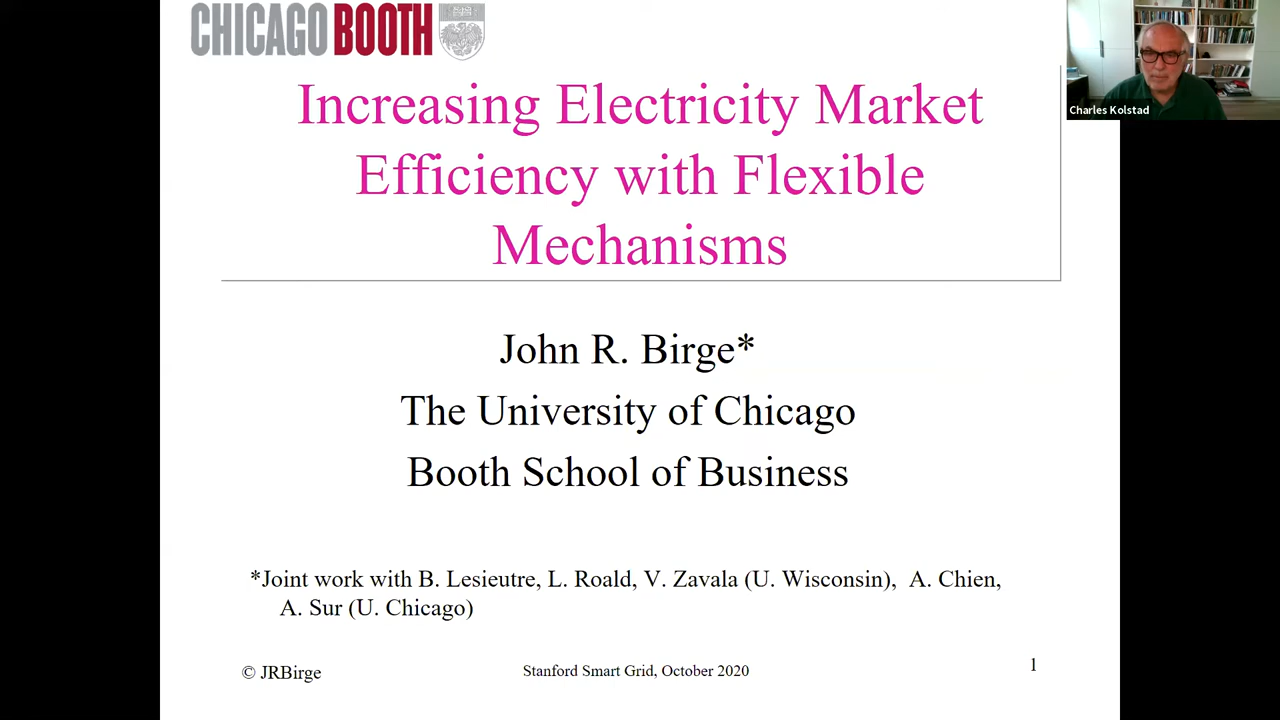 CHICAGO BOOTH
Charles Kolstad
Increasing Electricity Market
Efficiency with Flexible
Mechanisms
John R. Birge*
The University of Chicago
Booth School of Business
*Joint work with B. Lesieutre, L. Roald, V. Zavala (U. Wisconsin), A. Chien,
A. Sur (U. Chicago)
© JRBirge
Stanford Smart Grid, October 2020
1